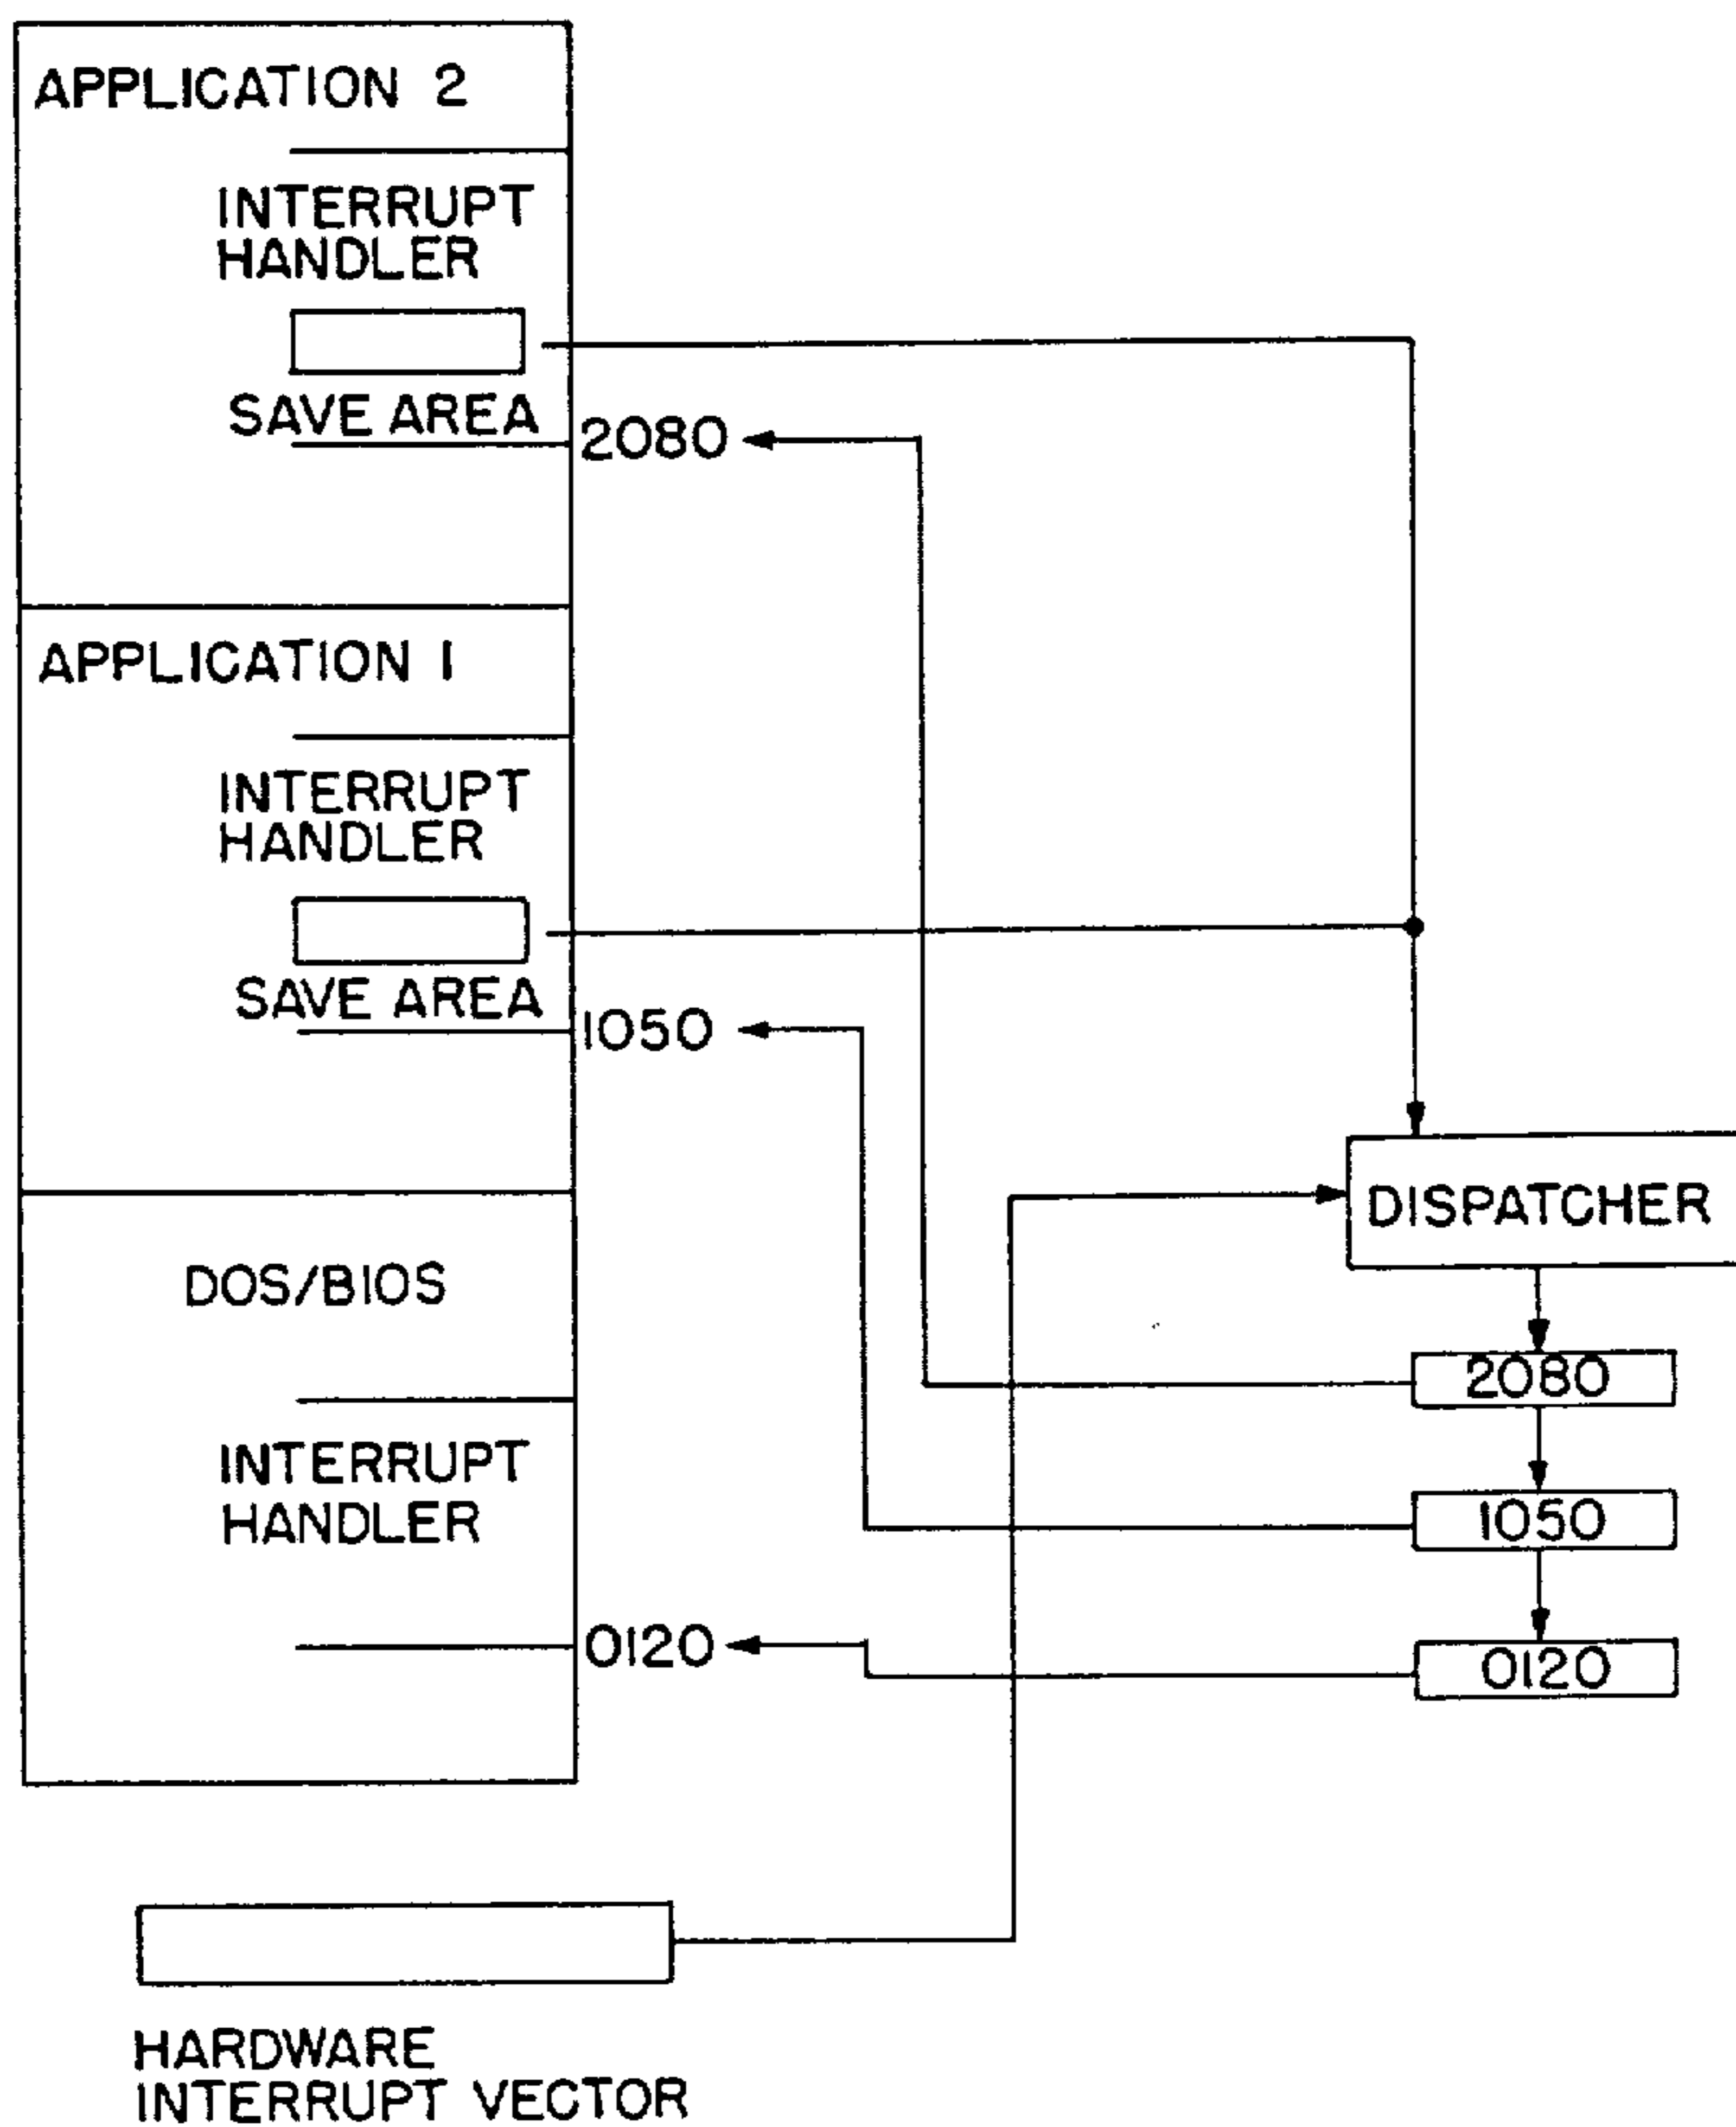 APPLICATION 2
INTERRUPT
HANDLER
SAVE AREA
2080
APPLICATION 1
INTERRUPT
HANDLER
SAVE AREA
1050
DISPATCHER
DOS/BIOS
2080
INTERRUPT
HANDLER
1050
0120
0120
HARDWARE
INTERRUPT VECTOR